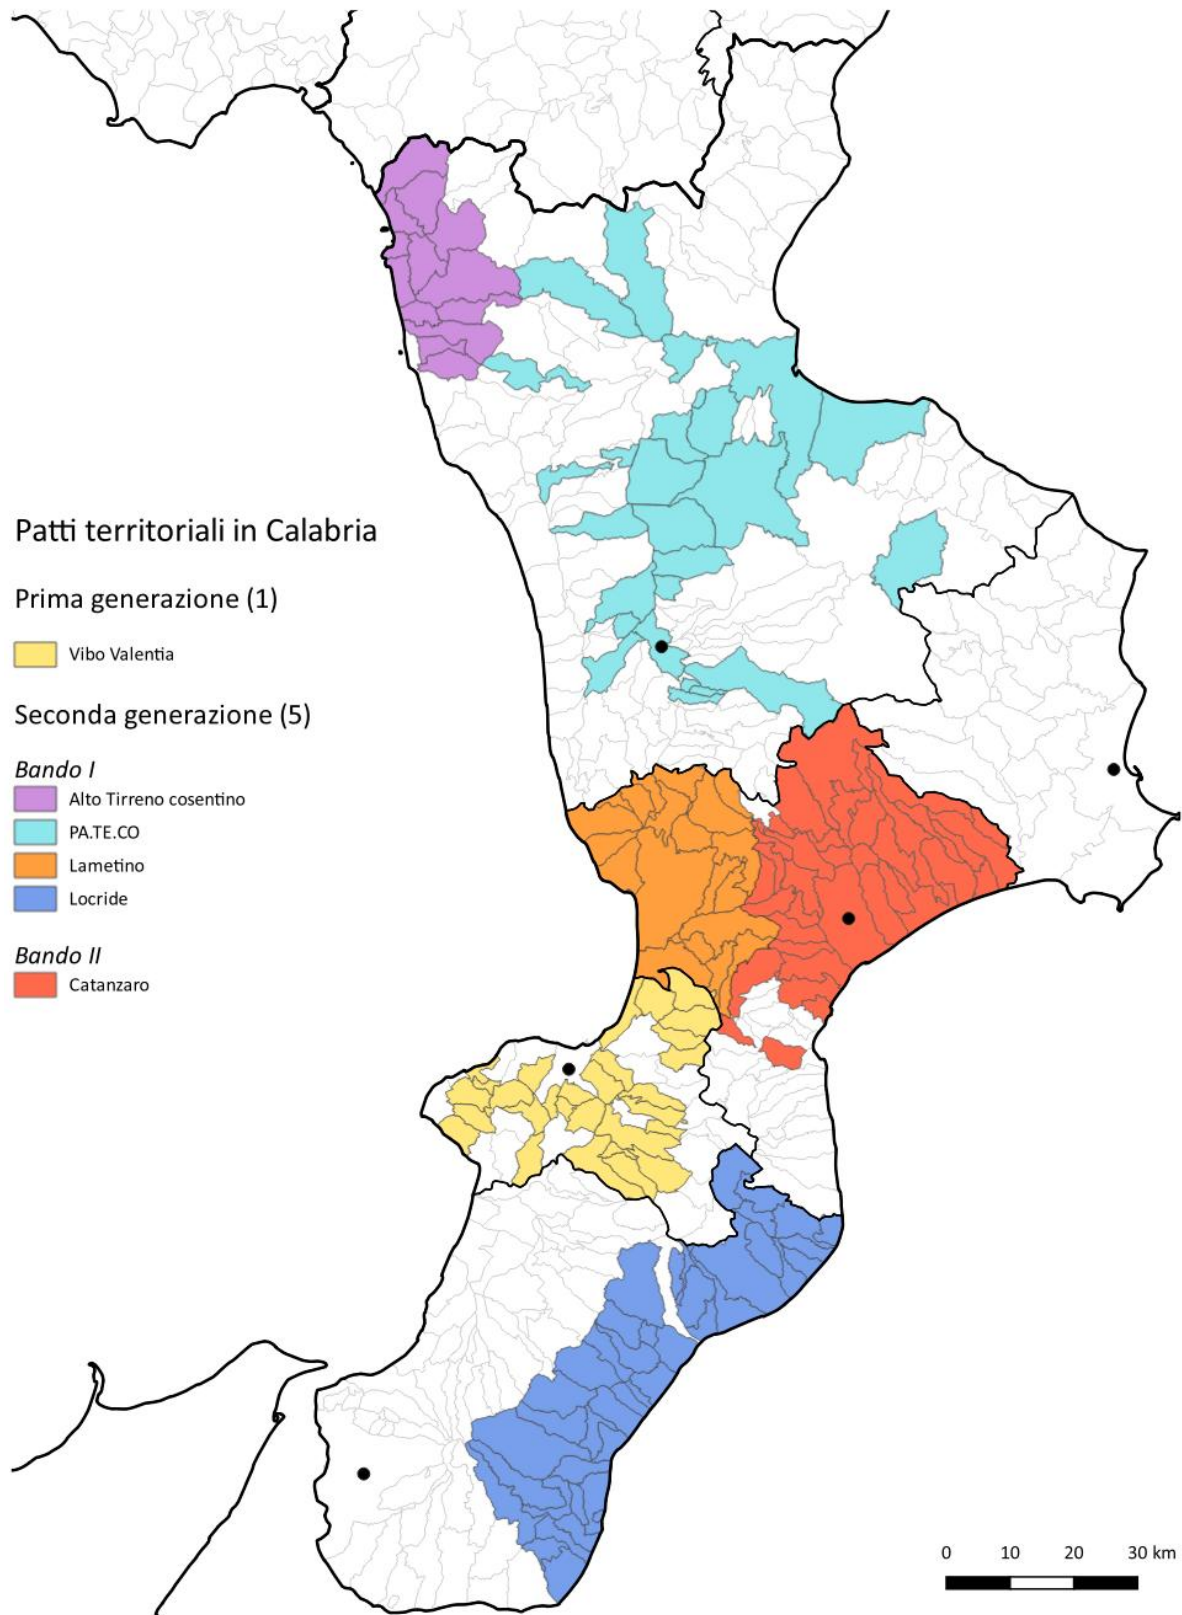 Patti territoriali in Calabria
Prima generazione (1)
Vibo Valentia
Seconda generazione (5)
Bando I
Alto Tirreno cosentino
PA.TE.CO
Lametino
Locride
Bando II
Catanzaro
0 10 20 30 km